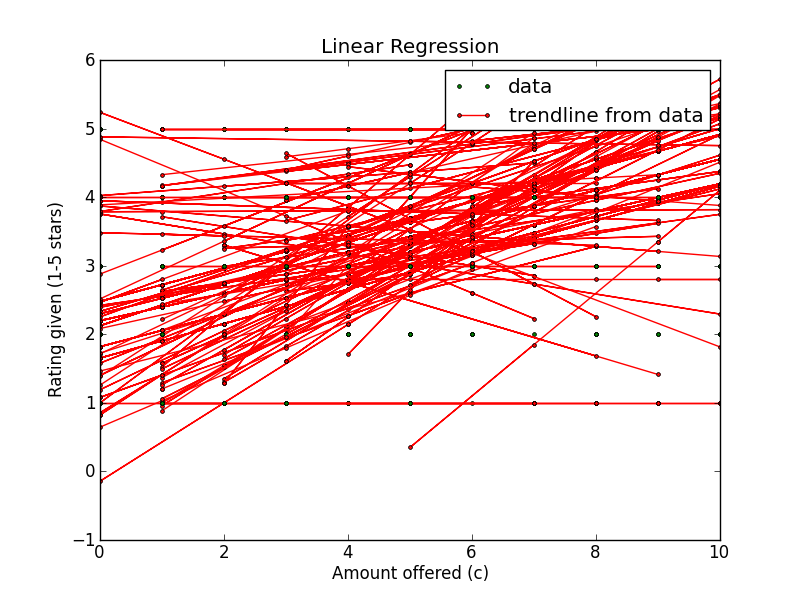 Linear Regression
data
trendline from data
6
5
4
3
2
1
0
−1
Rating given (1-5 stars)
0 2 4 6 8 10
Amount offered (c)